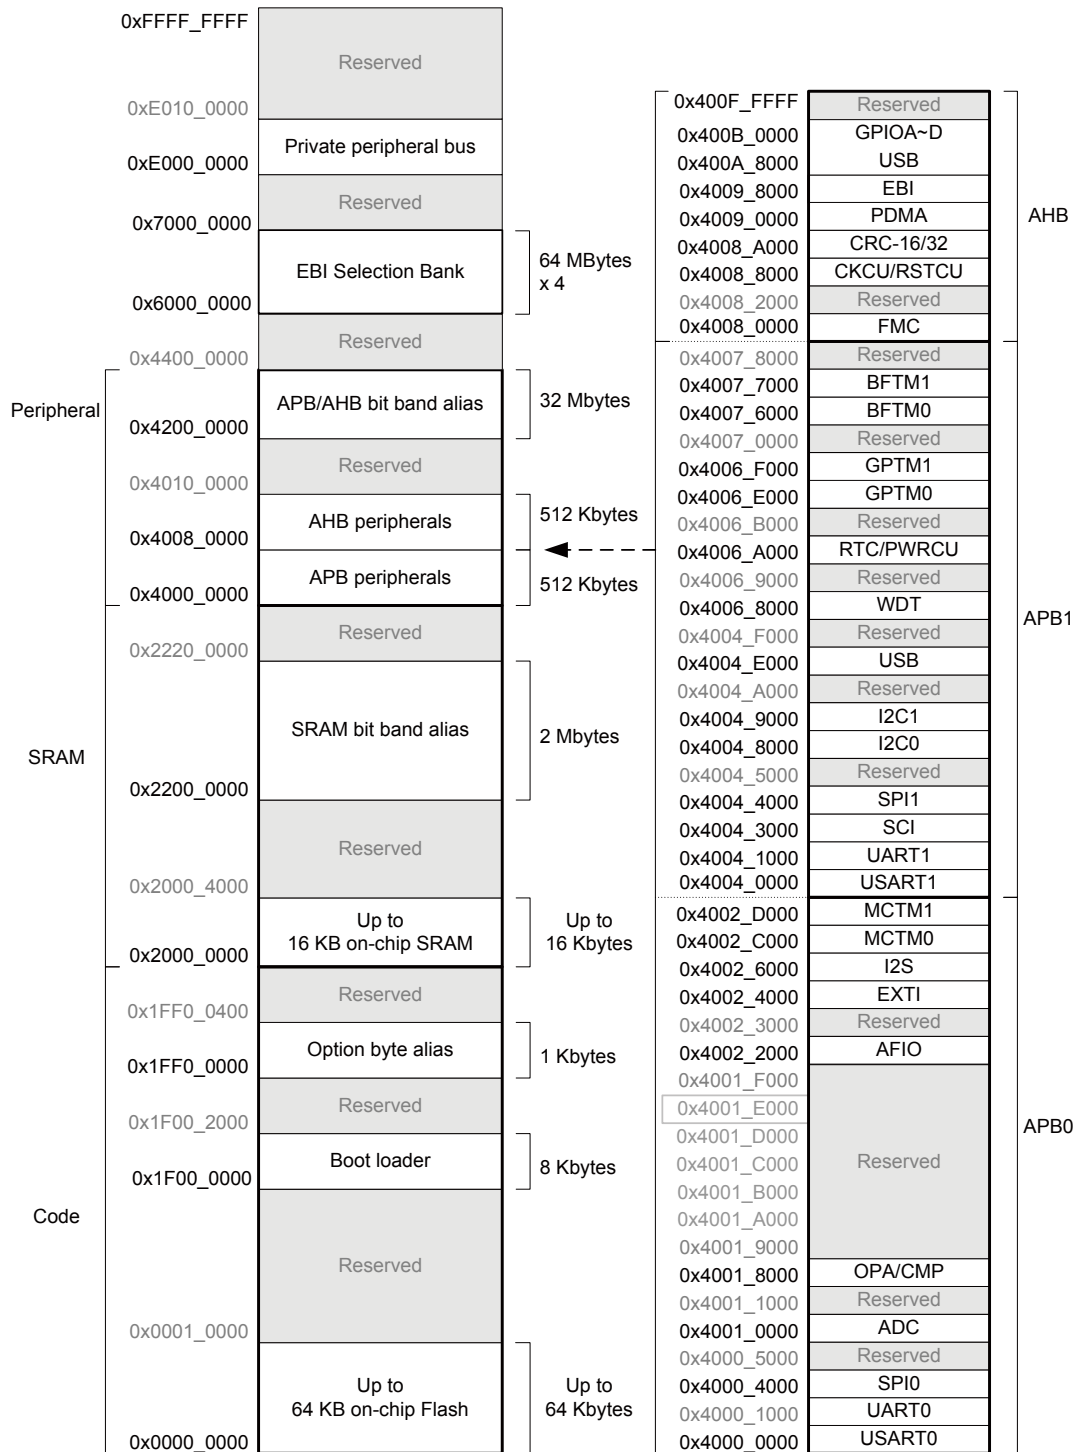 0xFFFF_FFFF
Reserved
0xE010_0000
Private peripheral bus
0xE000_0000
Reserved
0x7000_0000
EBI Selection Bank
64 MBytes
x 4
0x6000_0000
Reserved
0x4400_0000
Peripheral
APB/AHB bit band alias
32 Mbytes
0x4200_0000
Reserved
0x4010_0000
AHB peripherals
512 Kbytes
0x4008_0000
APB peripherals
512 Kbytes
0x4000_0000
Reserved
0x2220_0000
SRAM
SRAM bit band alias
2 Mbytes
0x2200_0000
Reserved
0x2000_4000
Up to
16 KB on-chip SRAM
Up to
16 Kbytes
0x2000_0000
Reserved
0x1FF0_0400
Option byte alias
1 Kbytes
0x1FF0_0000
Reserved
0x1F00_2000
Boot loader
8 Kbytes
0x1F00_0000
Code
Reserved
0x0001_0000
Up to
64 KB on-chip Flash
Up to
64 Kbytes
0x0000_0000
0x400F_FFFF
Reserved
0x400B_0000
GPIOA~D
0x400A_8000
USB
0x4009_8000
EBI
0x4009_0000
PDMA
AHB
0x4008_A000
CRC-16/32
0x4008_8000
CKCU/RSTCU
0x4008_2000
Reserved
0x4008_0000
FMC
0x4007_8000
Reserved
0x4007_7000
BFTM1
0x4007_6000
BFTM0
0x4007_0000
Reserved
0x4006_F000
GPTM1
0x4006_E000
GPTM0
0x4006_B000
Reserved
0x4006_A000
RTC/PWRCU
0x4006_9000
Reserved
0x4006_8000
WDT
APB1
0x4004_F000
Reserved
0x4004_E000
USB
0x4004_A000
Reserved
0x4004_9000
I2C1
0x4004_8000
I2C0
0x4004_5000
Reserved
0x4004_4000
SPI1
0x4004_3000
SCI
0x4004_1000
UART1
0x4004_0000
USART1
0x4002_D000
MCTM1
0x4002_C000
MCTM0
0x4002_6000
I2S
0x4002_4000
EXTI
0x4002_3000
Reserved
0x4002_2000
AFIO
0x4001_F000
0x4001_E000
APB0
0x4001_D000
0x4001_C000
Reserved
0x4001_B000
0x4001_A000
0x4001_9000
0x4001_8000
OPA/CMP
0x4001_1000
Reserved
0x4001_0000
ADC
0x4000_5000
Reserved
0x4000_4000
SPI0
0x4000_1000
UART0
0x4000_0000
USART0